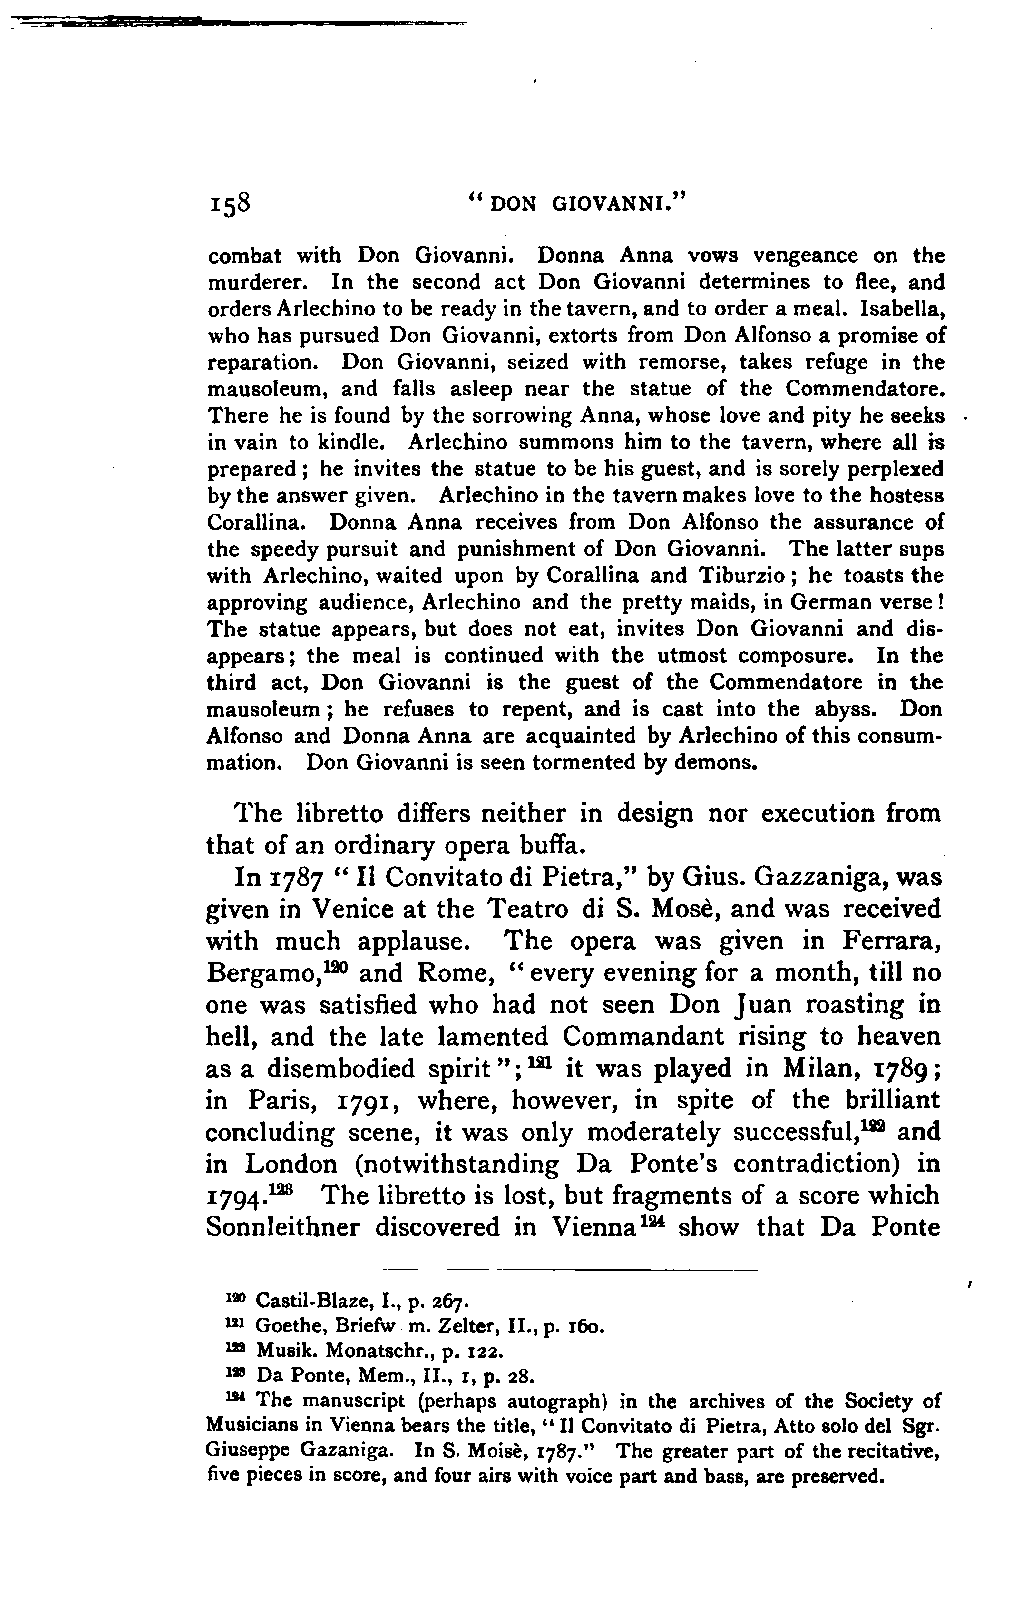 158 “ DON GIOVANNI.”
combat with Don Giovanni. Donna Anna vows vengeance on the
murderer. In the second act Don Giovanni determines to flee, and
orders Arlechino to be ready in the tavern, and to order a meal. Isabella,
who has pursued Don Giovanni, extorts from Don Alfonso a promise of
reparation. Don Giovanni, seized with remorse, takes refuge in the
mausoleum, and falls asleep near the statue of the Commendatore.
There he is found by the sorrowing Anna, whose love and pity he seeks
in vain to kindle. Arlechino summons him to the tavern, where all is
prepared ; he invites the statue to be his guest, and is sorely perplexed
by the answer given. Arlechino in the tavern makes love to the hostess
Corallina. Donna Anna receives from Don Alfonso the assurance of
the speedy pursuit and punishment of Don Giovanni. The latter sups
with Arlechino, waited upon by Corallina and Tiburzio ; he toasts the
approving audience, Arlechino and the pretty maids, in German verse !
The statue appears, but does not eat, invites Don Giovanni and dis-
appears ; the meal is continued with the utmost composure. In the
third act, Don Giovanni is the guest of the Commendatore in the
mausoleum ; he refuses to repent, and is cast into the abyss. Don
Alfonso and Donna Anna are acquainted by Arlechino of this consum-
mation. Don Giovanni is seen tormented by demons.
The libretto differs neither in design nor execution from
that of an ordinary opera buffa.
In 1787 “ Il Convitato di Pietra,” by Gius. Gazzaniga, was
given in Venice at the Teatro di S. Mosè, and was received
with much applause. The opera was given in Ferrara,
Bergamo,¹²⁰ and Rome, “ every evening for a month, till no
one was satisfied who had not seen Don Juan roasting in
hell, and the late lamented Commandant rising to heaven
as a disembodied spirit ” ; ¹²¹ it was played in Milan, 1789 ;
in Paris, 1791, where, however, in spite of the brilliant
concluding scene, it was only moderately successful,¹²² and
in London (notwithstanding Da Ponte's contradiction) in
1794.¹²³ The libretto is lost, but fragments of a score which
Sonnleithner discovered in Vienna ¹²⁴ show that Da Ponte
¹²⁰ Castil-Blaze, I., p. 267.
¹²¹ Goethe, Briefw m. Zelter, II., p. 160.
¹²² Musik. Monatschr., p. 122.
¹²³ Da Ponte, Mem., II., 1, p. 28.
¹²⁴ The manuscript (perhaps autograph) in the archives of the Society of
Musicians in Vienna bears the title, “ Il Convitato di Pietra, Atto solo del Sgr.
Giuseppe Gazaniga. In S. Moisè, 1787.” The greater part of the recitative,
five pieces in score, and four airs with voice part and bass, are preserved.